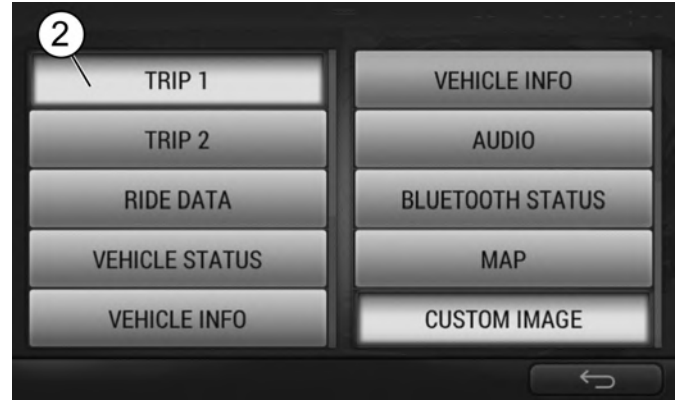 2
TRIP 1
TRIP 2
RIDE DATA
VEHICLE STATUS
VEHICLE INFO
VEHICLE INFO
AUDIO
BLUETOOTH STATUS
MAP
CUSTOM IMAGE